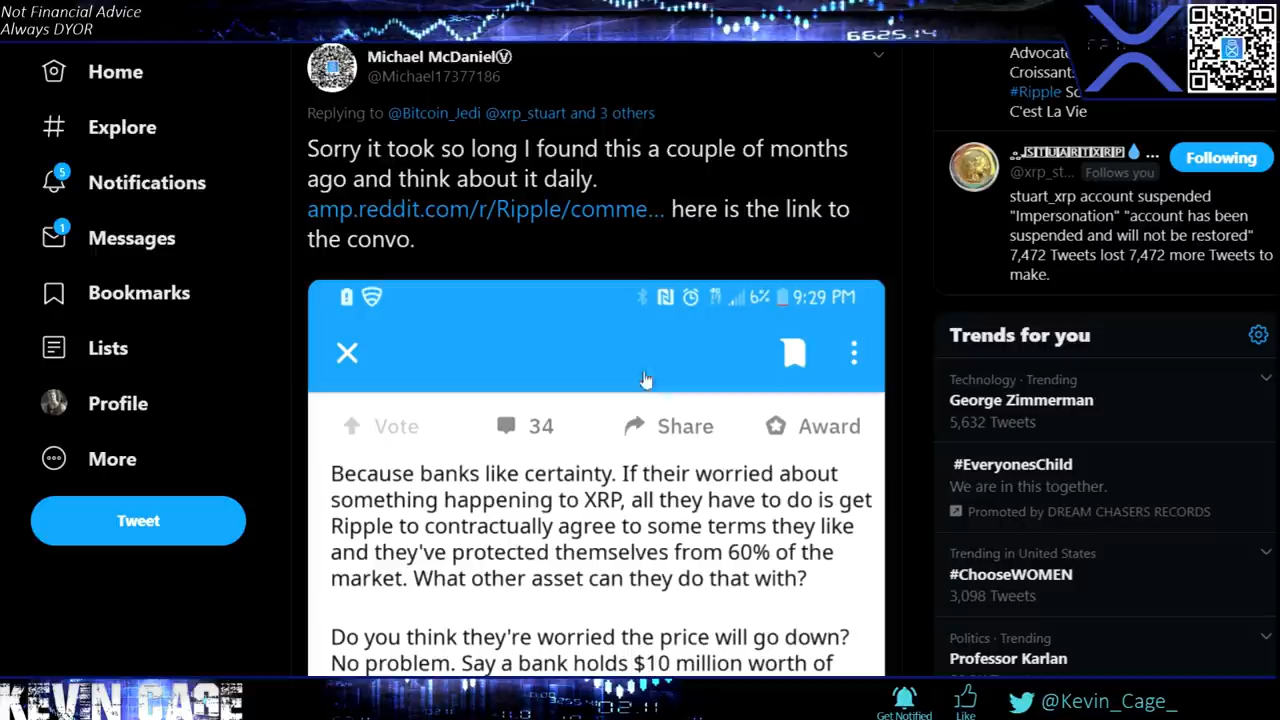 Not Financial Advice
Always DYOR
6625.14
Home
Explore
5
Notifications
1
Messages
Bookmarks
Lists
Profile
More
Tweet
Michael McDanielⓋ
@Michael17377186
Replying to @Bitcoin_Jedi @xrp_stuart and 3 others
Sorry it took so long I found this a couple of months
ago and think about it daily.
amp.reddit.com/r/Ripple/comme… here is the link to
the convo.
6% 9:29 PM
Vote 34 Share Award
Because banks like certainty. If their worried about
something happening to XRP, all they have to do is get
Ripple to contractually agree to some terms they like
and they've protected themselves from 60% of the
market. What other asset can they do that with?
Do you think they're worried the price will go down?
No problem. Say a bank holds $10 million worth of
Advocate
Croissant
#Ripple
C'est La Vie
STUARTXRP💧 ...
@xrp_st... Follows you
Following
stuart_xrp account suspended
"Impersonation" "account has been
suspended and will not be restored"
7,472 Tweets lost 7,472 more Tweets to
make.
Trends for you
Technology · Trending
George Zimmerman
5,632 Tweets
#EveryonesChild
We are in this together.
Promoted by DREAM CHASERS RECORDS
Trending in United States
#ChooseWOMEN
3,098 Tweets
Politics · Trending
Professor Karlan
KEVIN CAGE
Get Notified
Like
@Kevin_Cage_